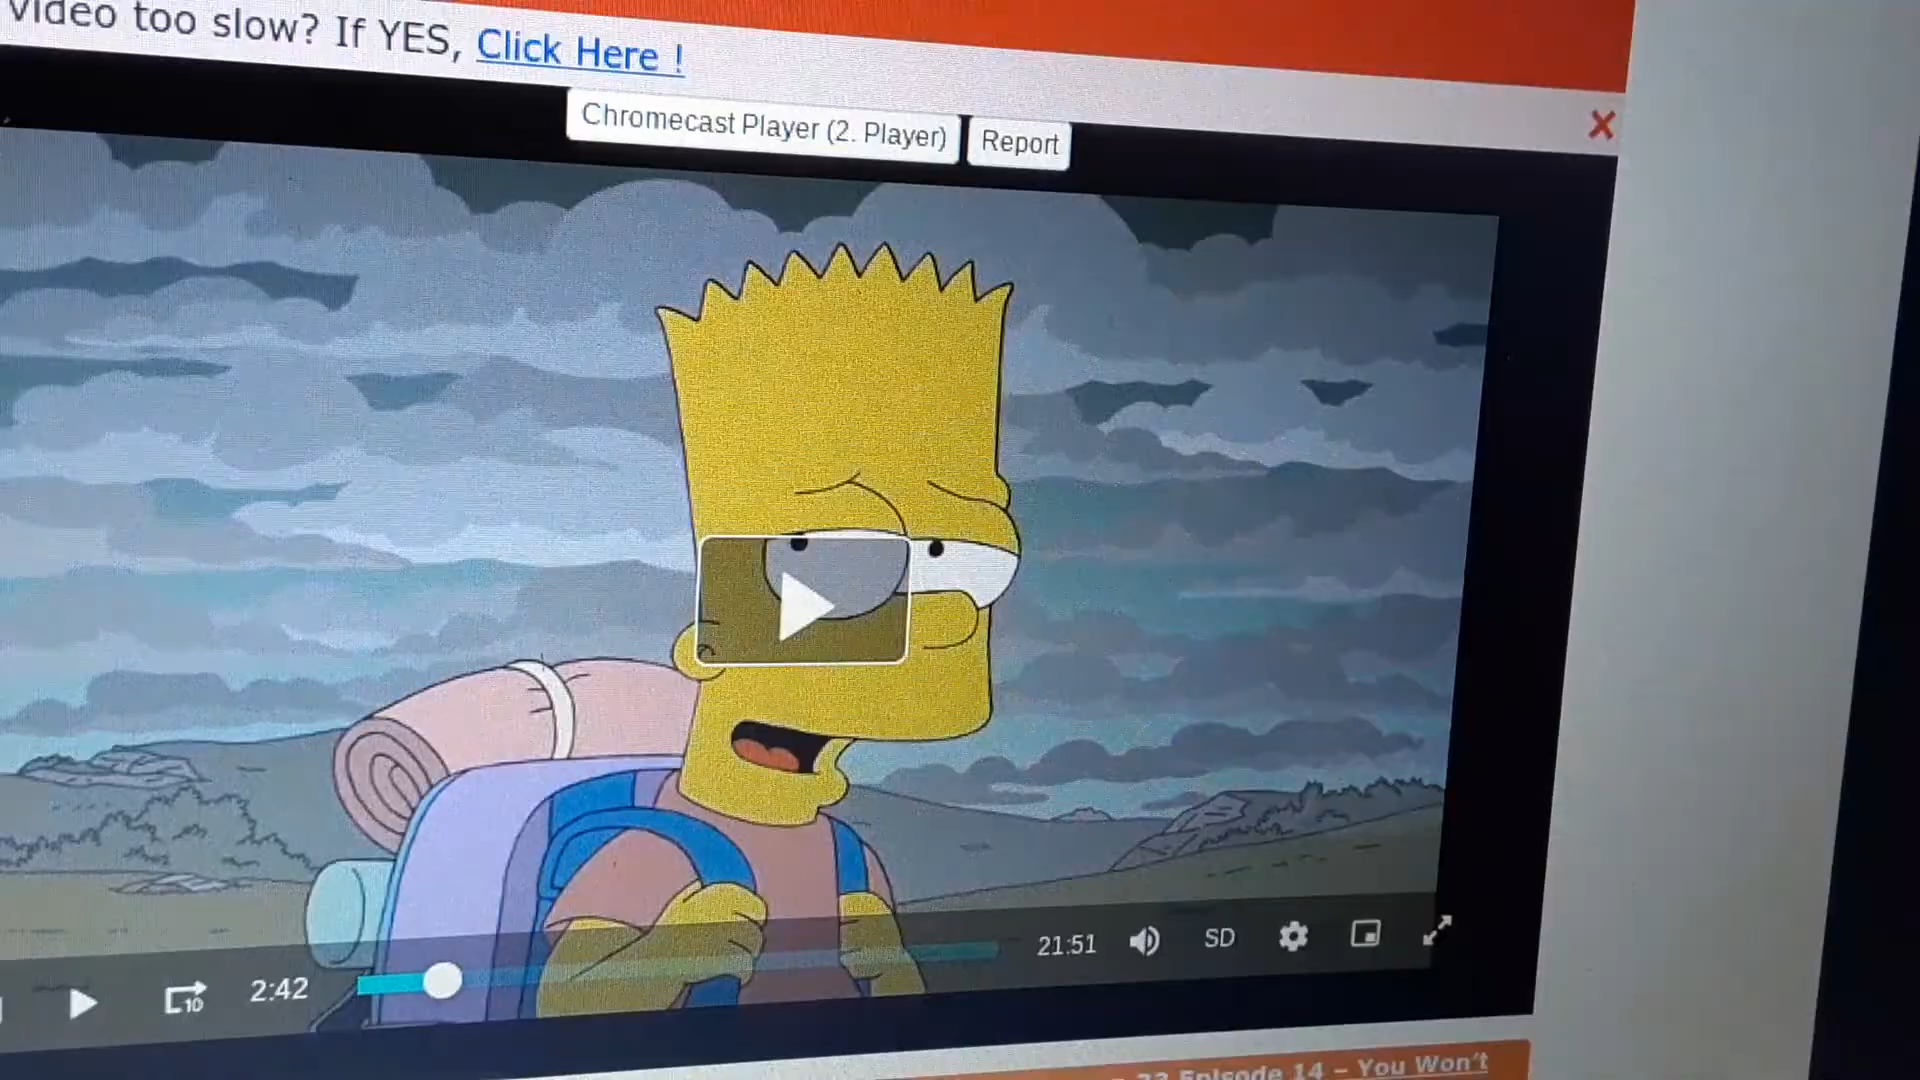 video too slow? If YES, Click Here !
Chromecast Player (2. Player) Report
X
10 2:42 21:51 SD
Episode 14 – You Won't